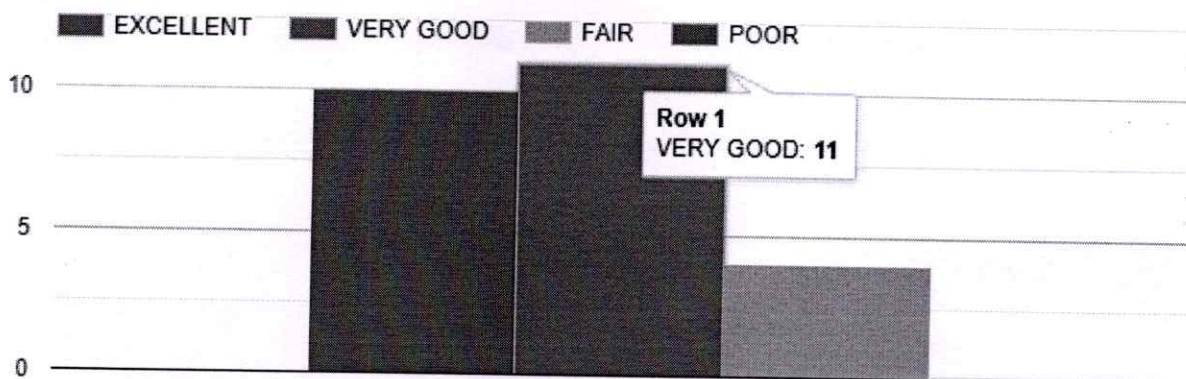 EXCELLENT VERY GOOD FAIR POOR
10
Row 1
VERY GOOD: 11
5
0